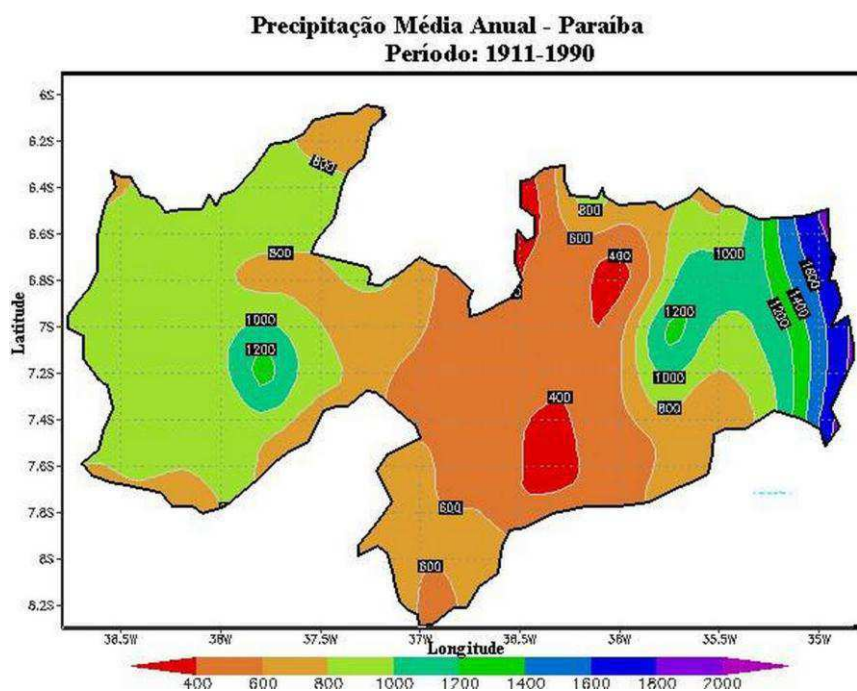 Precipitação Média Anual - Paraíba
Período: 1911-1990
6S
6.2S
6.4S
6.6S
6.8S
7S
7.2S
7.4S
7.6S
7.8S
8S
8.2S
Latitude
800
800
800
600
400
1000
1600
1000
1200
1400
1200
1200
1000
400
800
600
600
38.5W
38W
37.5W
37W
36.5W
36W
35.5W
35W
Longitude
400 600 800 1000 1200 1400 1600 1800 2000